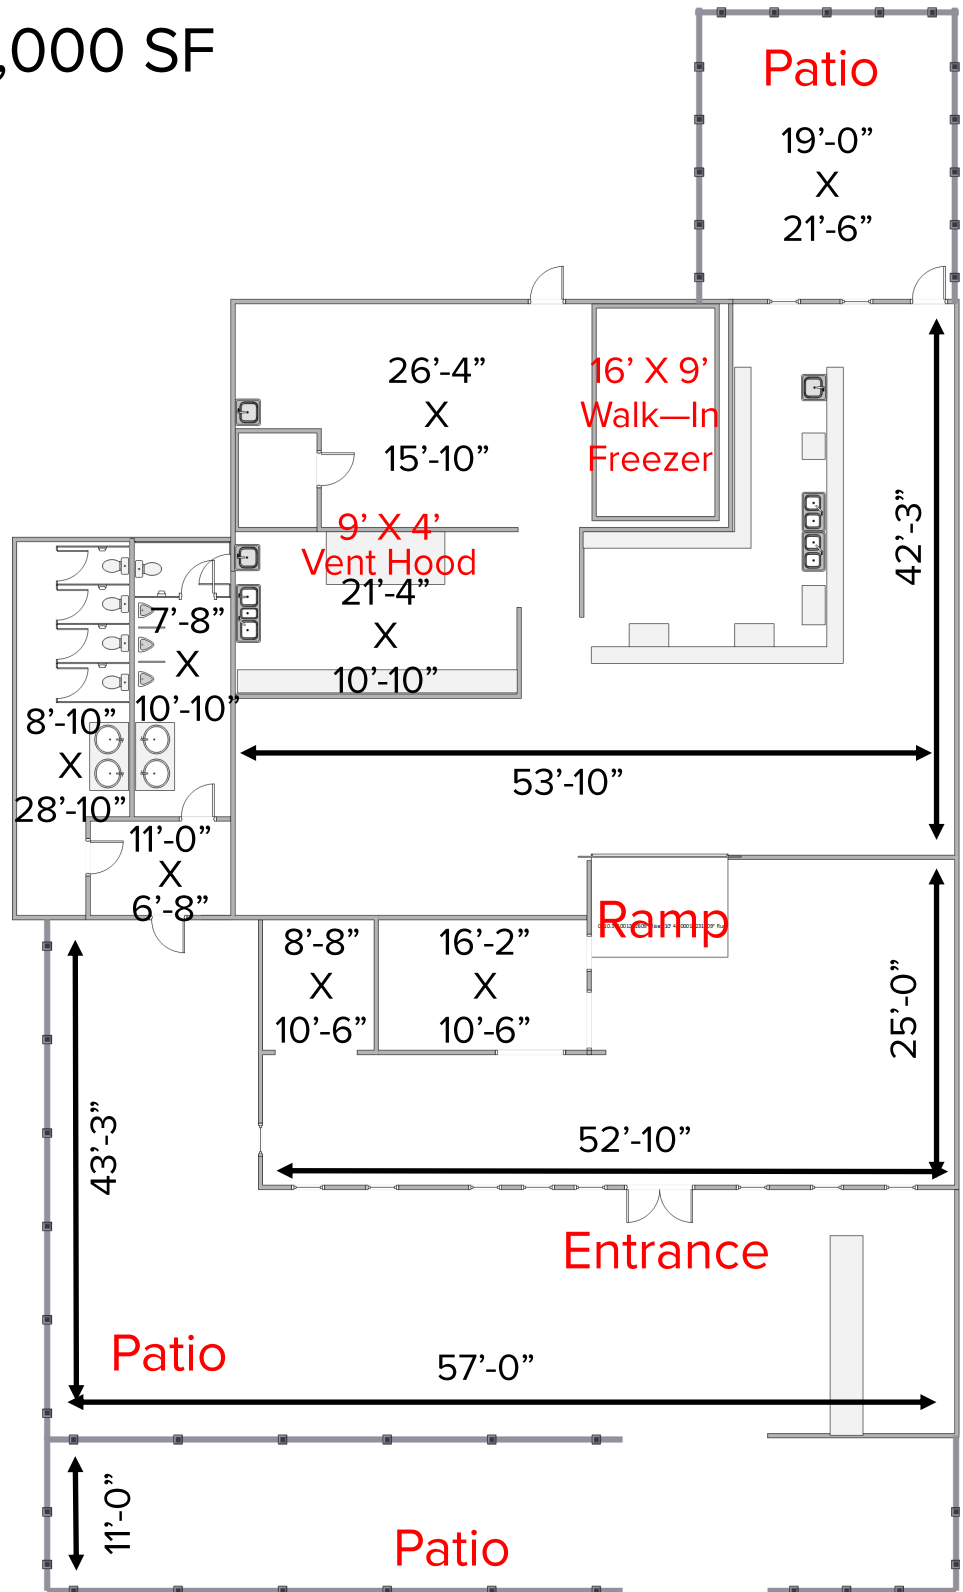 ,000 SF
Patio
19’-0”
X
21’-6”
26’-4”
X
15’-10”
16’ X 9’
Walk—In
Freezer
9’ X 4’
Vent Hood
21’-4”
X
10’-10”
42’-3”
7’-8”
X
10’-10”
8’-10”
X
28’-10”
53’-10”
11’-0”
X
6’-8”
Ramp
8’-8”
X
10’-6”
16’-2”
X
10’-6”
25’-0”
43’-3”
52’-10”
Entrance
Patio
57’-0”
11’-0”
Patio